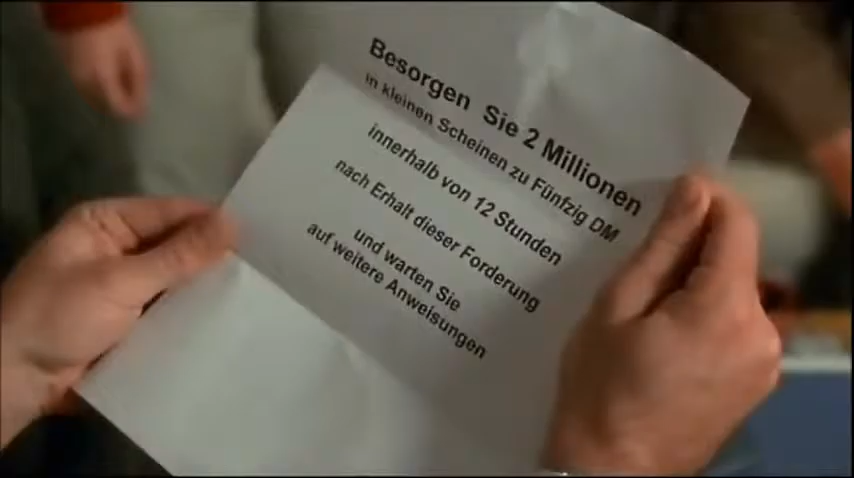 Besorgen Sie 2 Millionen
in kleinen Scheinen zu Fünfzig DM
innerhalb von 12 Stunden
nach Erhalt dieser Forderung
und warten Sie
auf weitere Anweisungen